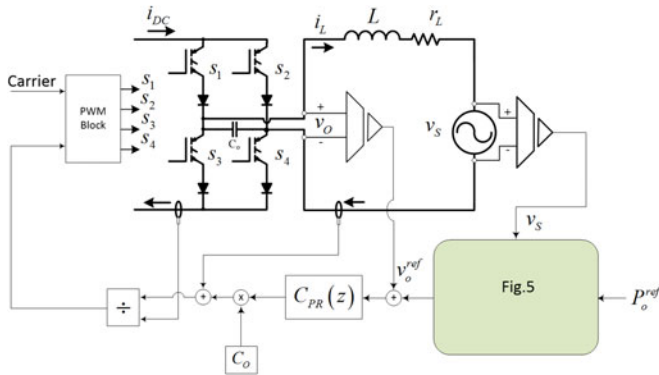 i_DC
i_L
L
r_L
s_1
s_2
Carrier
PWM
Block
s_1
s_2
s_3
s_4
+
v_O
-
C_o
s_3
s_4
v_S
+
-
v_S
v_o^ref
Fig.5
P_o^ref
÷
+
x
C_PR(z)
+
C_O